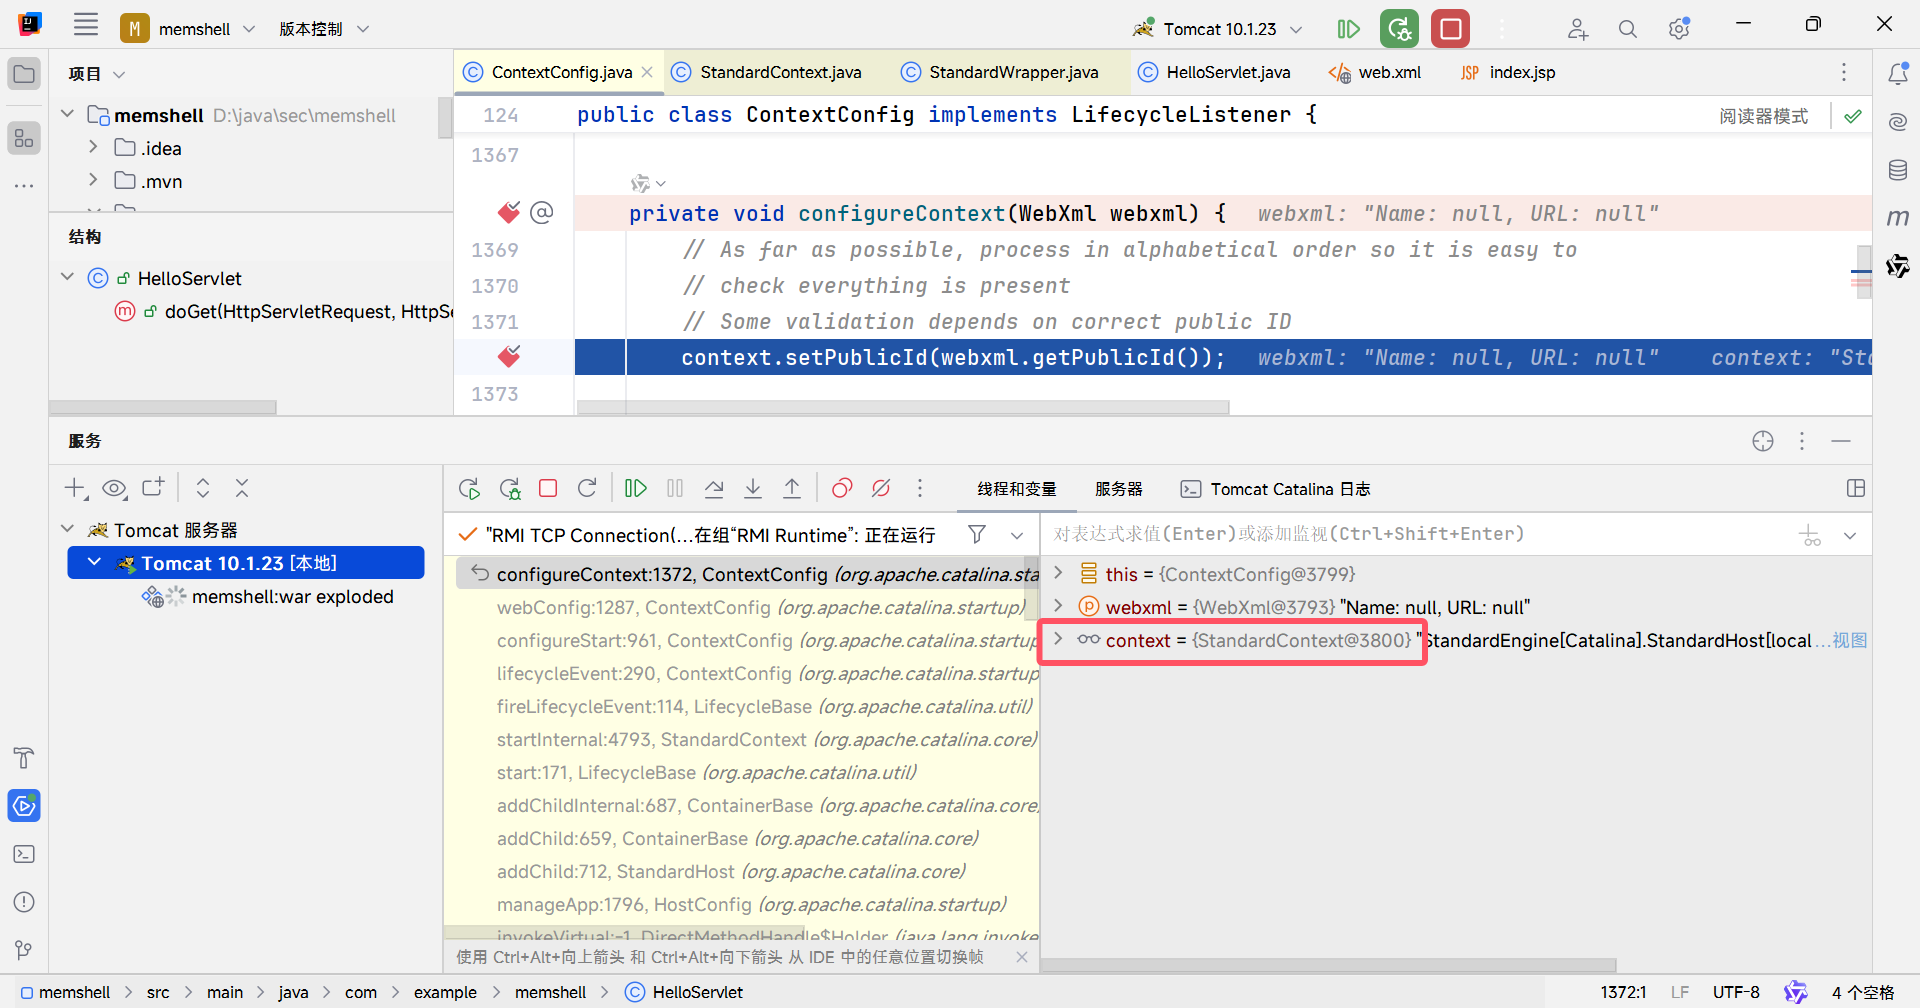 M memshell 版本控制 Tomcat 10.1.23
项目
ContextConfig.java StandardContext.java StandardWrapper.java HelloServlet.java web.xml JSP index.jsp
memshell D:\java\sec\memshell
.idea
.mvn
结构
HelloServlet
doGet(HttpServletRequest, HttpSe
124 public class ContextConfig implements LifecycleListener {
阅读器模式
1367
private void configureContext(WebXml webxml) { webxml: "Name: null, URL: null"
1369 // As far as possible, process in alphabetical order so it is easy to
1370 // check everything is present
1371 // Some validation depends on correct public ID
context.setPublicId(webxml.getPublicId()); webxml: "Name: null, URL: null" context: "Sta
1373
服务
线程和变量 服务器 Tomcat Catalina 日志
Tomcat 服务器
Tomcat 10.1.23 [本地]
memshell:war exploded
"RMI TCP Connection(...在组“RMI Runtime”: 正在运行
configureContext:1372, ContextConfig (org.apache.catalina.sta
webConfig:1287, ContextConfig (org.apache.catalina.startup)
configureStart:961, ContextConfig (org.apache.catalina.startup
lifecycleEvent:290, ContextConfig (org.apache.catalina.startup
fireLifecycleEvent:114, LifecycleBase (org.apache.catalina.util)
startInternal:4793, StandardContext (org.apache.catalina.core)
start:171, LifecycleBase (org.apache.catalina.util)
addChildInternal:687, ContainerBase (org.apache.catalina.core)
addChild:659, ContainerBase (org.apache.catalina.core)
addChild:712, StandardHost (org.apache.catalina.core)
manageApp:1796, HostConfig (org.apache.catalina.startup)
invokeVirtual:-1, DirectMethodHandle$Holder (java.lang.invoke
使用 Ctrl+Alt+向上箭头 和 Ctrl+Alt+向下箭头 从 IDE 中的任意位置切换帧
对表达式求值(Enter)或添加监视(Ctrl+Shift+Enter)
this = {ContextConfig@3799}
webxml = {WebXml@3793} "Name: null, URL: null"
context = {StandardContext@3800} "StandardEngine[Catalina].StandardHost[local ...视图
memshell > src > main > java > com > example > memshell > HelloServlet
1372:1 LF UTF-8 4 个空格